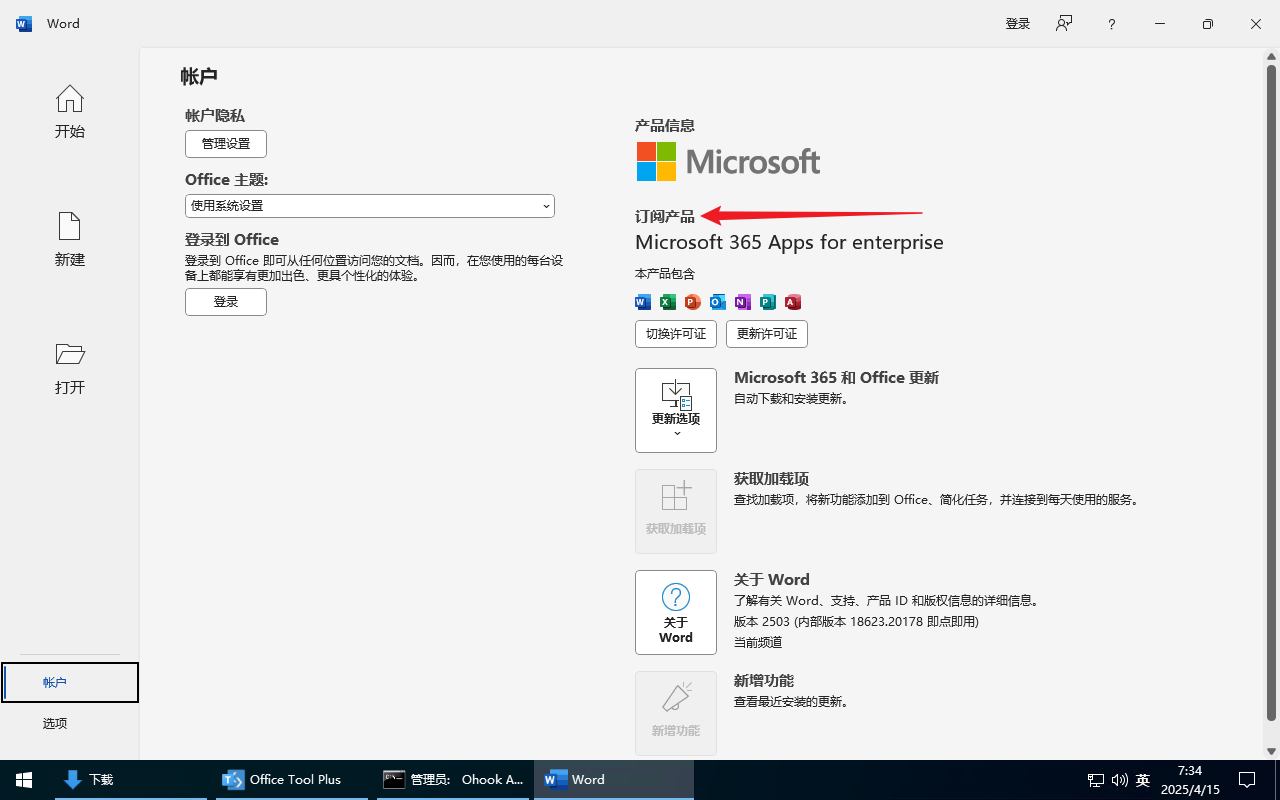 Word
登录
?
开始
新建
打开
帐户
选项
帐户
帐户隐私
管理设置
Office 主题:
使用系统设置
登录到 Office
登录到 Office 即可从任何位置访问您的文档。因而，在您使用的每台设
备上都能享有更加出色、更具个性化的体验。
登录
产品信息
Microsoft
订阅产品
Microsoft 365 Apps for enterprise
本产品包含
W X P O N P A
切换许可证
更新许可证
更新选项
Microsoft 365 和 Office 更新
自动下载和安装更新。
获取加载项
获取加载项
查找加载项，将新功能添加到 Office、简化任务，并连接到每天使用的服务。
关于
Word
关于 Word
了解有关 Word、支持、产品 ID 和版权信息的详细信息。
版本 2503 (内部版本 18623.20178 即点即用)
当前频道
新增功能
新增功能
查看最近安装的更新。
下载
Office Tool Plus
管理员: Ohook A...
Word
英
7:34
2025/4/15